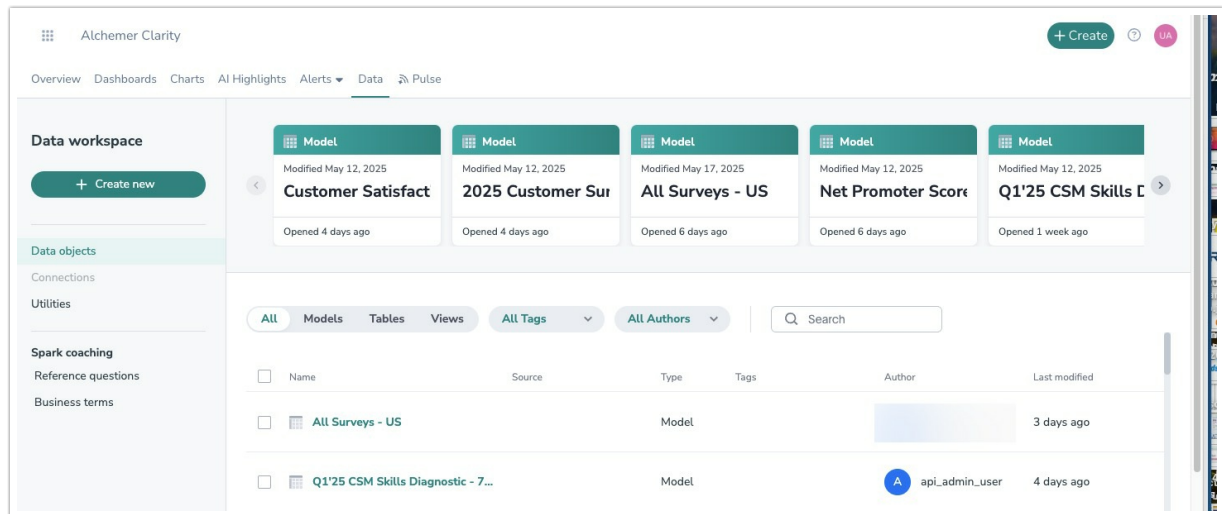 Alchemer Clarity
+ Create
?
UA
Overview Dashboards Charts AI Highlights Alerts Data Pulse
Data workspace
+ Create new
Data objects
Connections
Utilities
Spark coaching
Reference questions
Business terms
Model
Modified May 12, 2025
Customer Satisfact
Opened 4 days ago
Model
Modified May 12, 2025
2025 Customer Sur
Opened 4 days ago
Model
Modified May 17, 2025
All Surveys - US
Opened 6 days ago
Model
Modified May 12, 2025
Net Promoter Score
Opened 6 days ago
Model
Modified May 12, 2025
Q1'25 CSM Skills D
Opened 1 week ago
All Models Tables Views All Tags All Authors Search
Name Source Type Tags Author Last modified
All Surveys - US Model 3 days ago
Q1'25 CSM Skills Diagnostic - 7... Model A api_admin_user 4 days ago